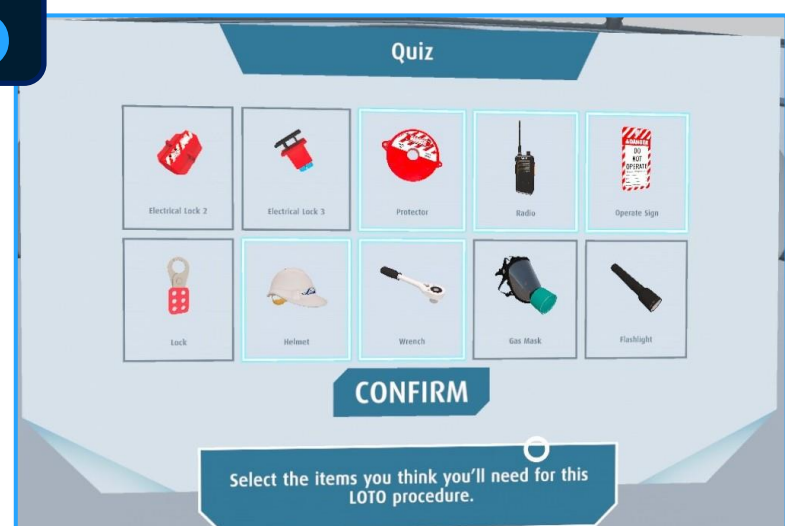 Quiz
Electrical Lock 2
Electrical Lock 3
Protector
Radio
DANGER
DO
NOT
OPERATE
Operate Sign
Lock
Helmet
Wrench
Gas Mask
Flashlight
CONFIRM
Select the items you think you'll need for this
LOTO procedure.